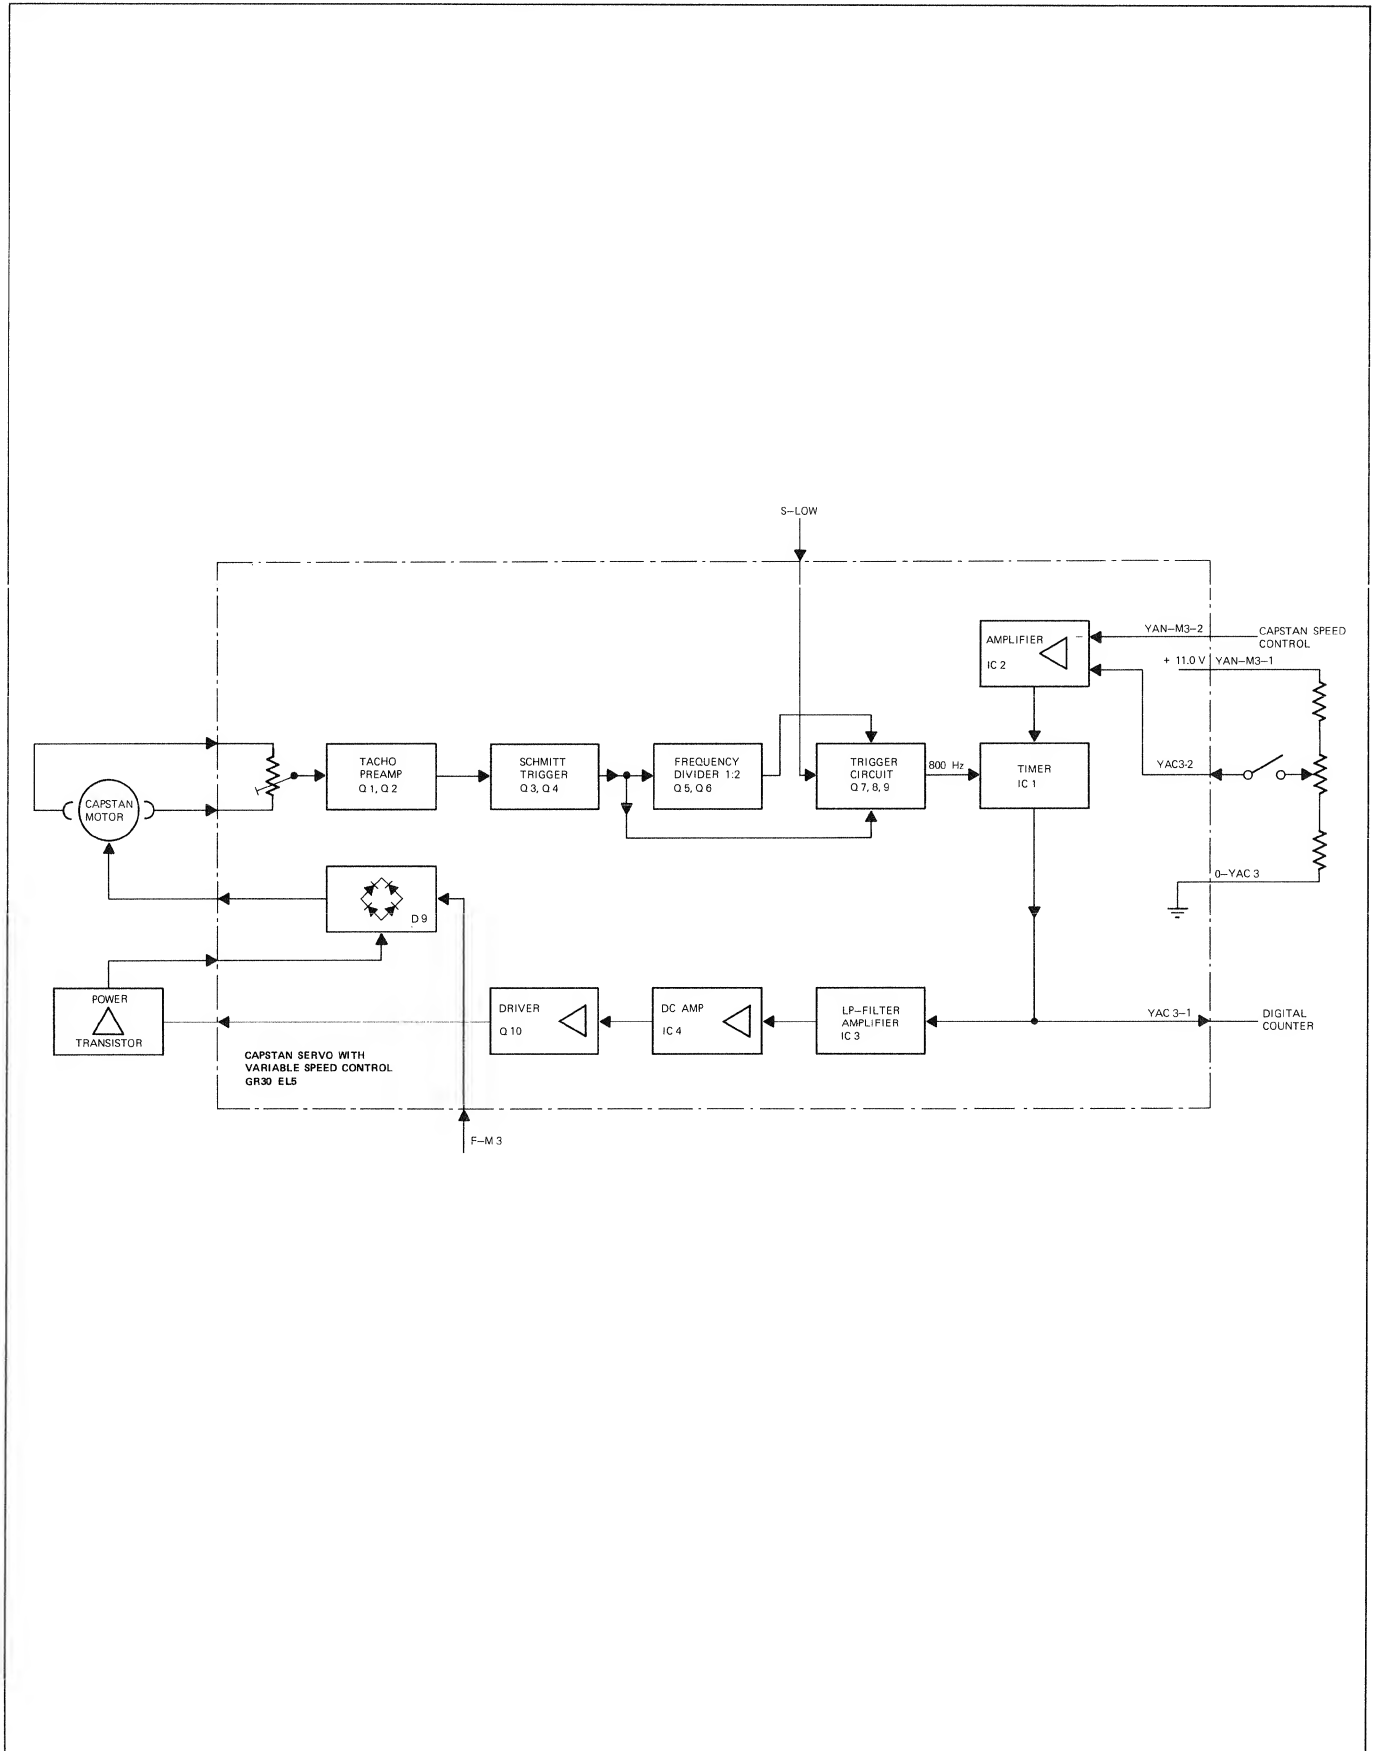 S–LOW
AMPLIFIER
IC 2
–
YAN–M3–2
CAPSTAN SPEED
CONTROL
+ 11.0 V
YAN–M3–1
TACHO
PREAMP
Q 1, Q 2
SCHMITT
TRIGGER
Q 3, Q 4
FREQUENCY
DIVIDER 1:2
Q 5, Q 6
TRIGGER
CIRCUIT
Q 7, 8, 9
800 Hz
TIMER
IC 1
YAC3-2
CAPSTAN
MOTOR
D 9
0–YAC 3
POWER
TRANSISTOR
DRIVER
Q 10
DC AMP
IC 4
LP–FILTER
AMPLIFIER
IC 3
YAC 3–1
DIGITAL
COUNTER
CAPSTAN SERVO WITH
VARIABLE SPEED CONTROL
GR30 EL5
F–M 3